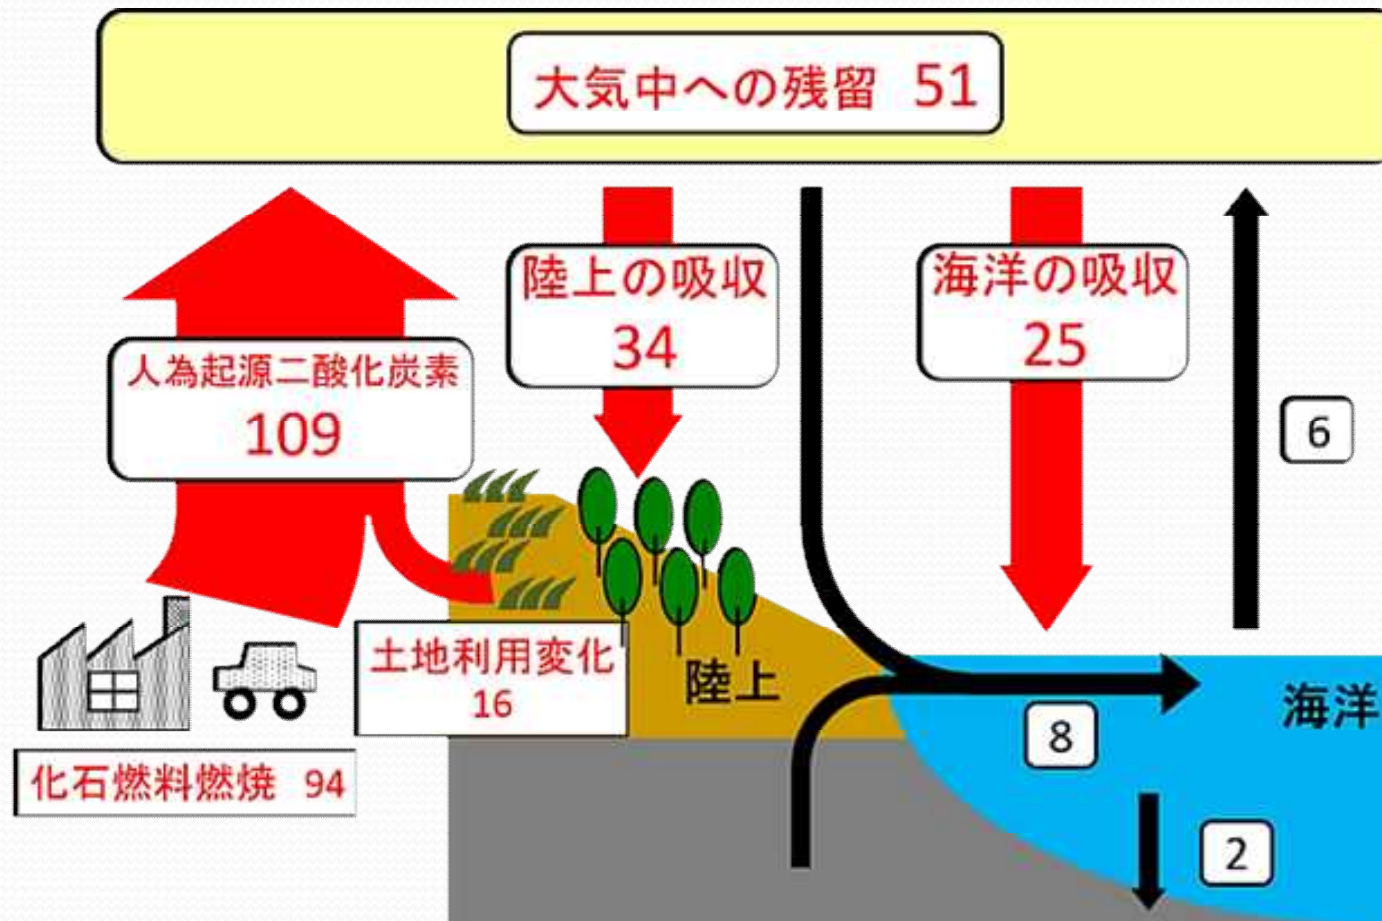 大気中への残留 51
陸上の吸収
34
海洋の吸収
25
人為起源二酸化炭素
109
6
土地利用変化
16
陸上
海洋
8
化石燃料燃焼 94
2